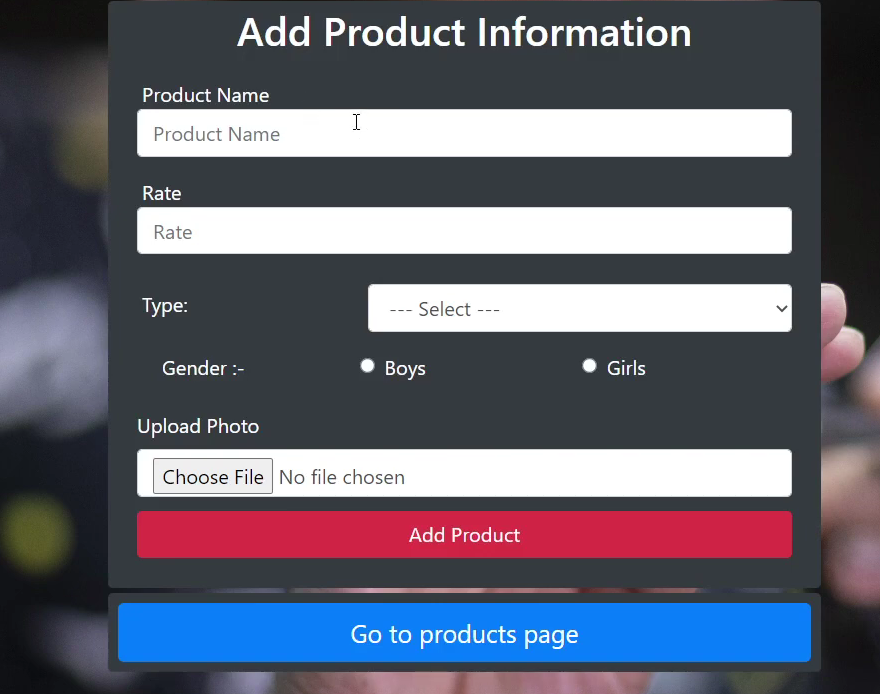 Add Product Information
Product Name
Product Name
Rate
Rate
Type:
--- Select ---
Gender :-
Boys
Girls
Upload Photo
Choose File No file chosen
Add Product
Go to products page